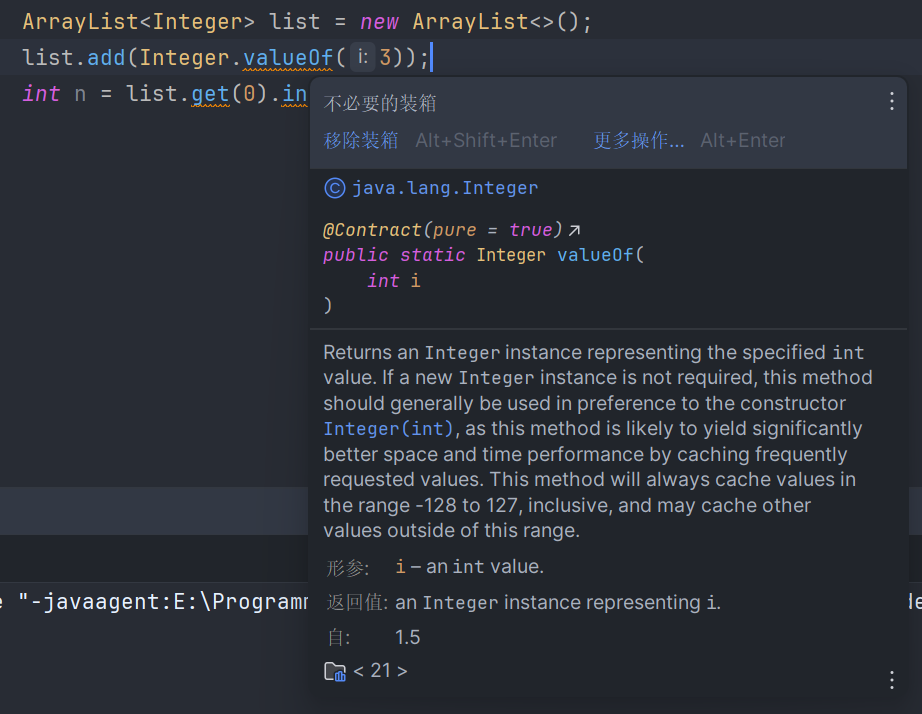 ArrayList<Integer> list = new ArrayList<>();
list.add(Integer.valueOf( i: 3));
int n = list.get(0).in
不必要的装箱
移除装箱 Alt+Shift+Enter 更多操作... Alt+Enter
java.lang.Integer
@Contract(pure = true)
public static Integer valueOf(
int i
)
Returns an Integer instance representing the specified int
value. If a new Integer instance is not required, this method
should generally be used in preference to the constructor
Integer(int), as this method is likely to yield significantly
better space and time performance by caching frequently
requested values. This method will always cache values in
the range -128 to 127, inclusive, and may cache other
values outside of this range.
形参: i – an int value.
返回值: an Integer instance representing i.
自: 1.5
"-javaagent:E:\Program
< 21 >